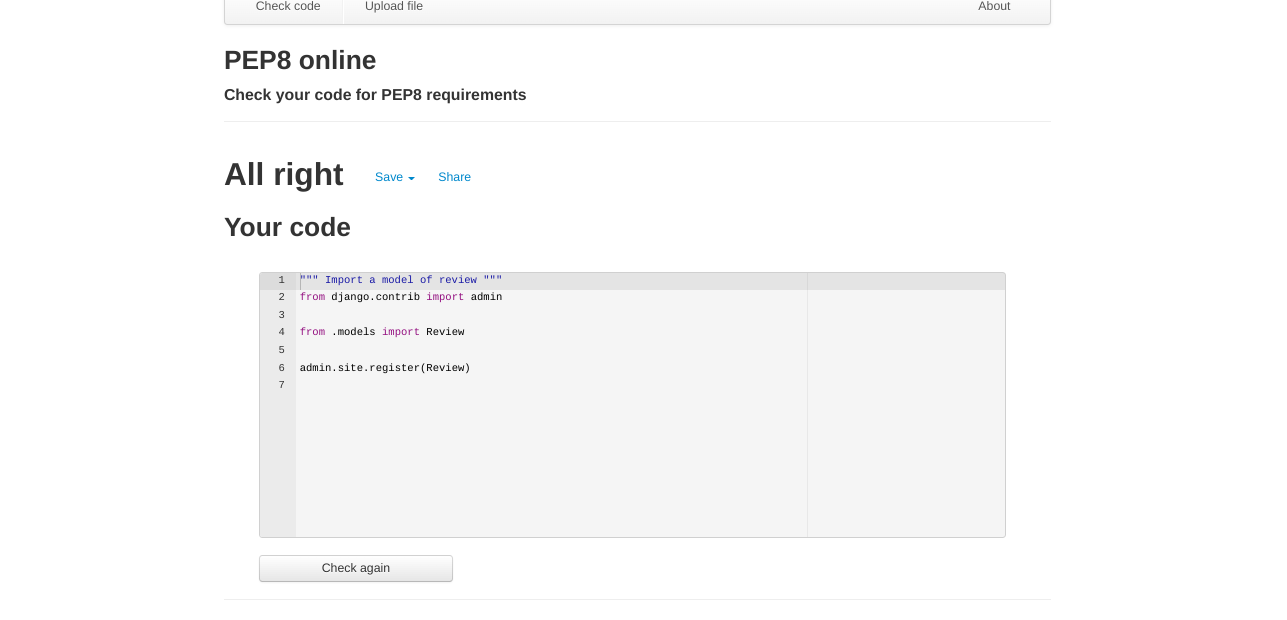 Check code Upload file About
PEP8 online
Check your code for PEP8 requirements
All right Save Share
Your code
1 """ Import a model of review """
2 from django.contrib import admin
3
4 from .models import Review
5
6 admin.site.register(Review)
7
Check again